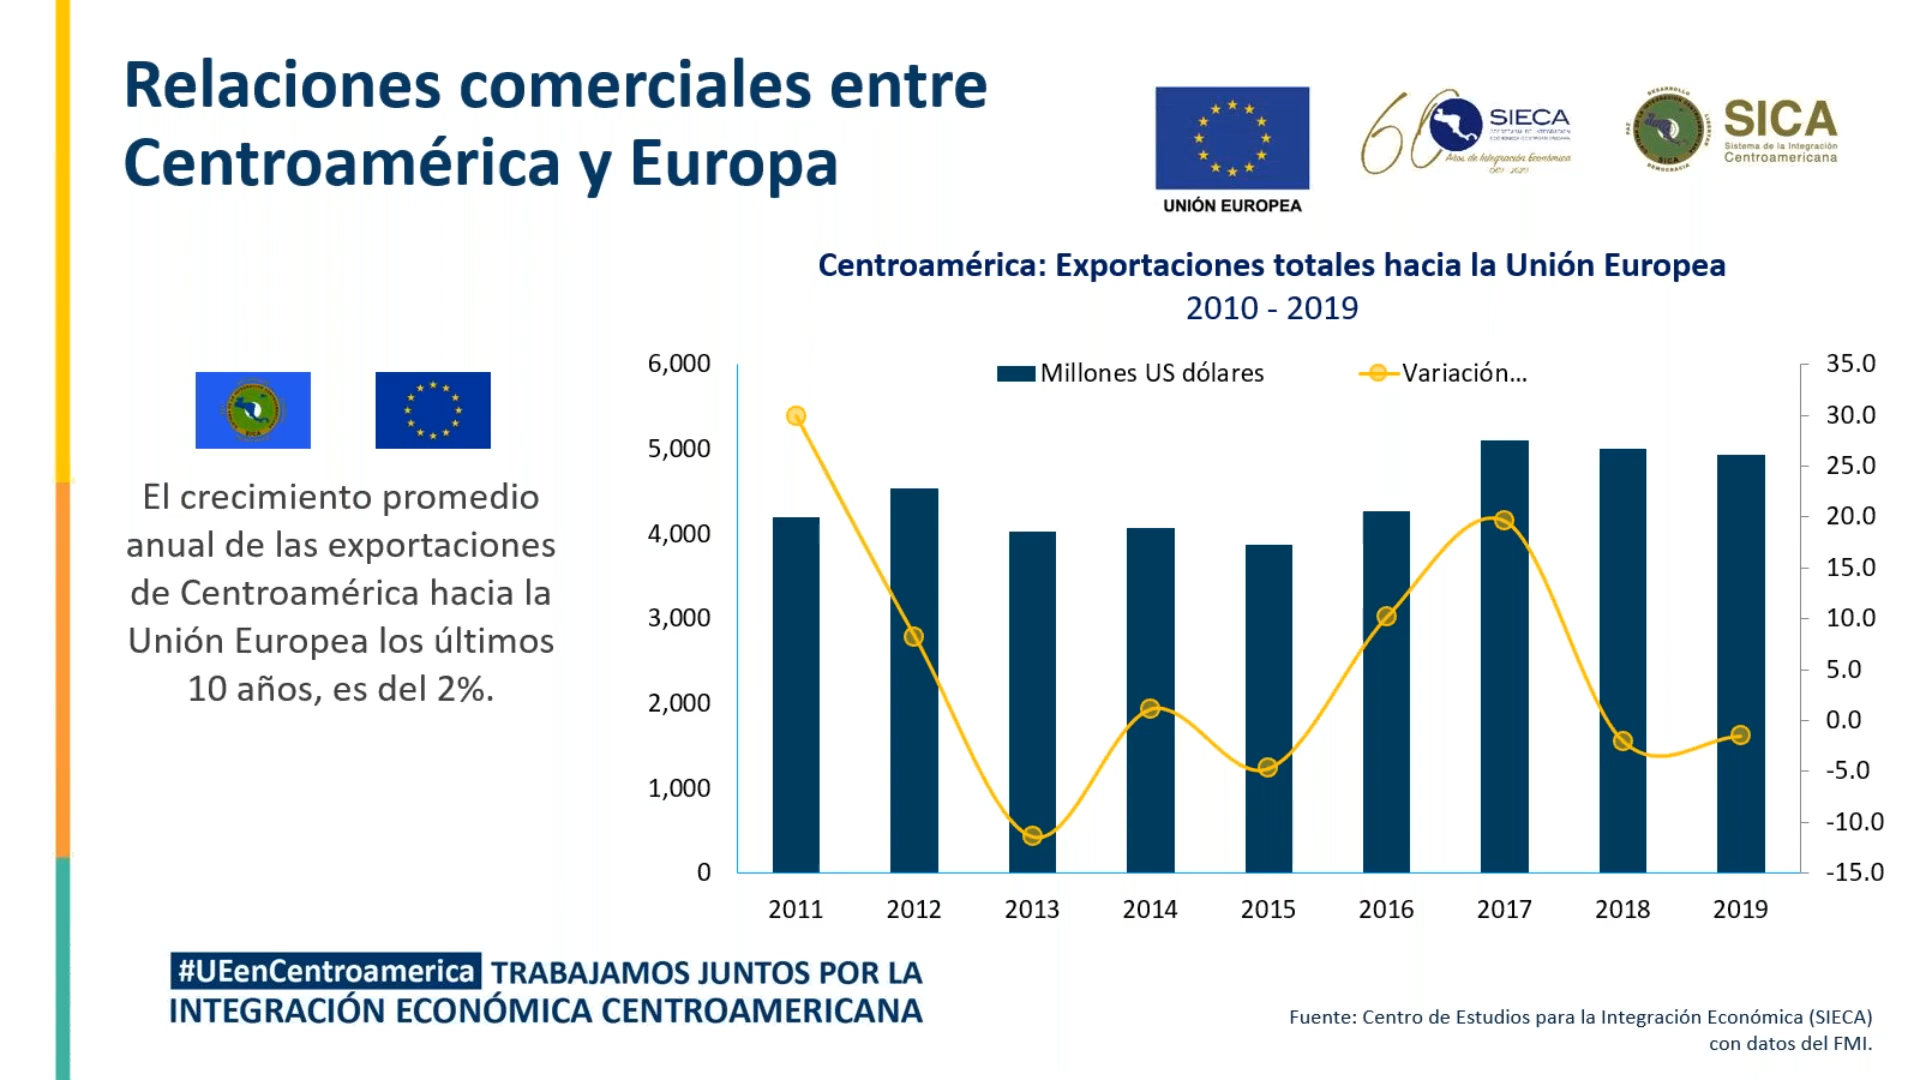 Relaciones comerciales entre
Centroamérica y Europa
UNIÓN EUROPEA
60 SIECA
Años de Integración Económica
SICA
Sistema de la Integración
Centroamericana
El crecimiento promedio
anual de las exportaciones
de Centroamérica hacia la
Unión Europea los últimos
10 años, es del 2%.
Centroamérica: Exportaciones totales hacia la Unión Europea
2010 - 2019
Millones US dólares Variación...
6,000
5,000
4,000
3,000
2,000
1,000
0
35.0
30.0
25.0
20.0
15.0
10.0
5.0
0.0
-5.0
-10.0
-15.0
2011 2012 2013 2014 2015 2016 2017 2018 2019
#UEenCentroamerica TRABAJAMOS JUNTOS POR LA
INTEGRACIÓN ECONÓMICA CENTROAMERICANA
Fuente: Centro de Estudios para la Integración Económica (SIECA)
con datos del FMI.